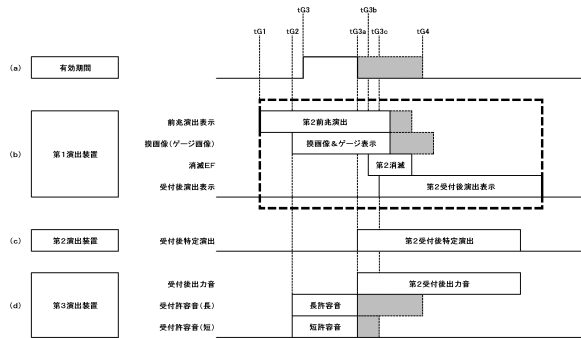 tG3 tG3b
tG1 tG2 tG3a tG3c tG4
(a) 有効期間
前兆演出表示 第2前兆演出
換画像(ゲージ画像) 換画像&ゲージ表示
(b) 第1演出装置
消滅EF 第2消滅
受付後演出表示 第2受付後演出表示
(c) 第2演出装置 受付後特定演出 第2受付後特定演出
受付後出力音 第2受付後出力音
(d) 第3演出装置 受付許容音(長) 長許容音
受付許容音(短) 短許容音